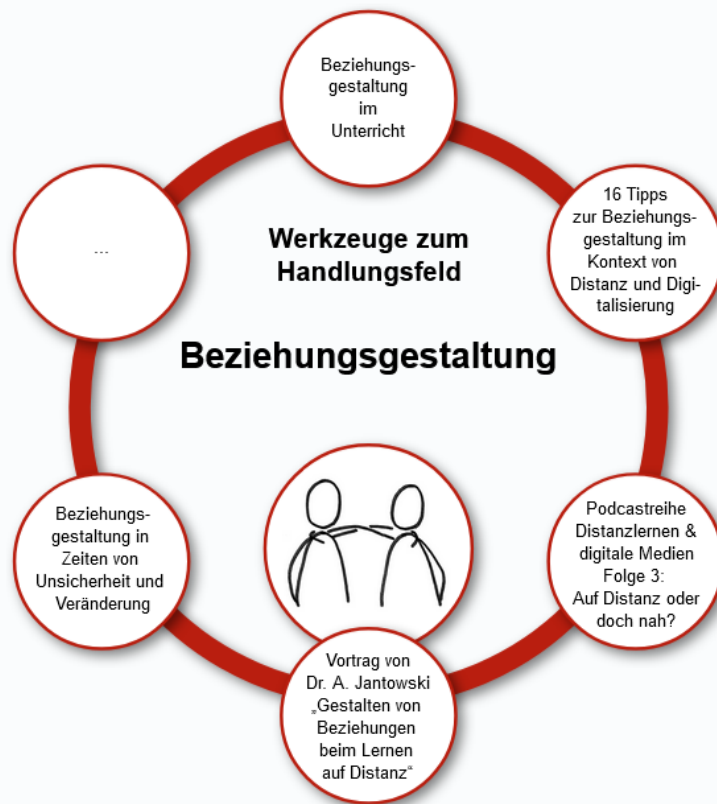 Beziehungs-
gestaltung
im
Unterricht
16 Tipps
zur Beziehungs-
gestaltung im
Kontext von
Distanz und Digi-
talisierung
...
Werkzeuge zum
Handlungsfeld
Beziehungsgestaltung
Beziehungs-
gestaltung in
Zeiten von
Unsicherheit und
Veränderung
Podcastreihe
Distanzlernen &
digitale Medien
Folge 3:
Auf Distanz oder
doch nah?
Vortrag von
Dr. A. Jantowski
„Gestalten von
Beziehungen
beim Lernen
auf Distanz“